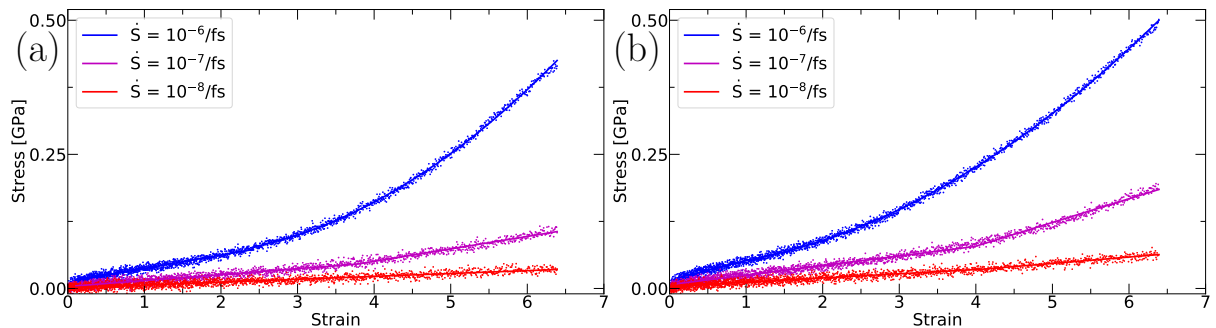 (a)
Ṡ = 10⁻⁶/fs
Ṡ = 10⁻⁷/fs
Ṡ = 10⁻⁸/fs
Stress [GPa]
0.50
0.25
0.00
0 1 2 3 4 5 6 7
Strain
(b)
Ṡ = 10⁻⁶/fs
Ṡ = 10⁻⁷/fs
Ṡ = 10⁻⁸/fs
Stress [GPa]
0.50
0.25
0.00
0 1 2 3 4 5 6 7
Strain